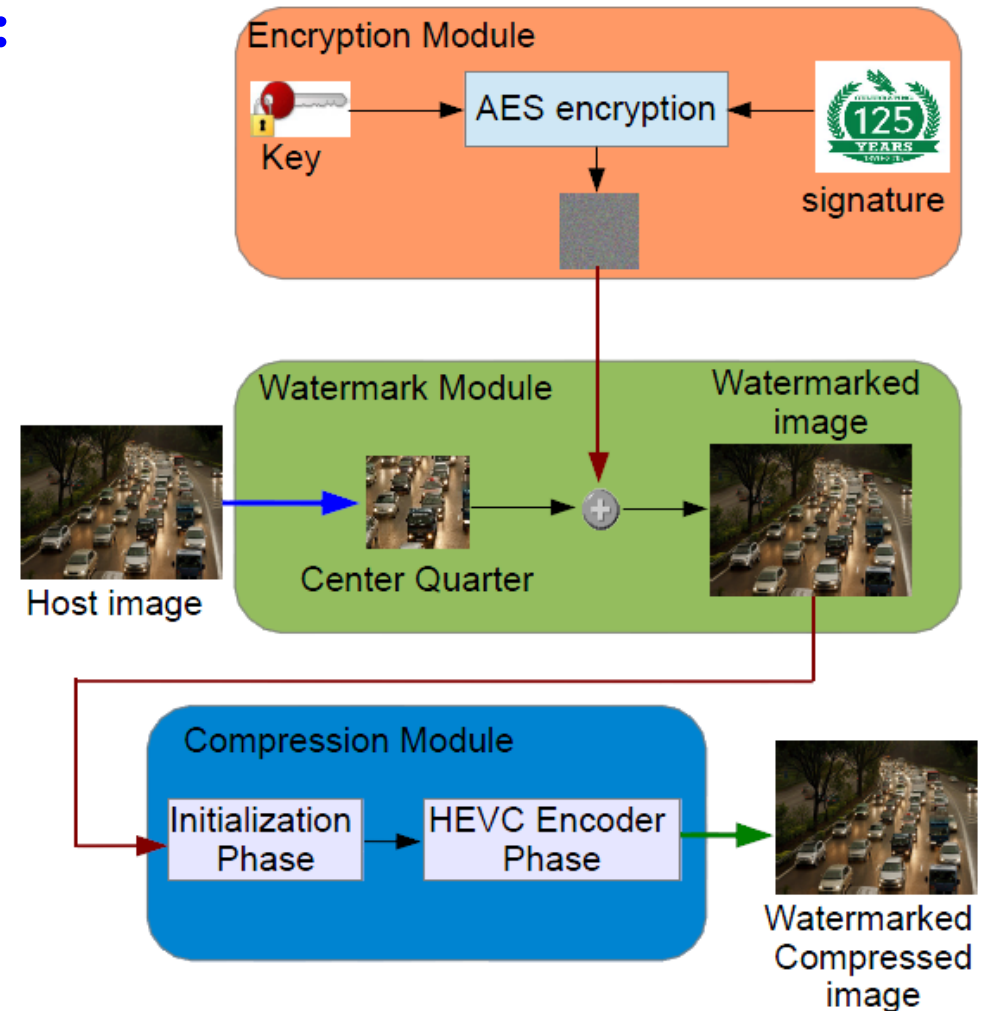 :
Encryption Module
AES encryption
Key
125
YEARS
signature
Watermark Module
Watermarked
image
Center Quarter
Host image
Compression Module
Initialization
Phase
HEVC Encoder
Phase
Watermarked
Compressed
image